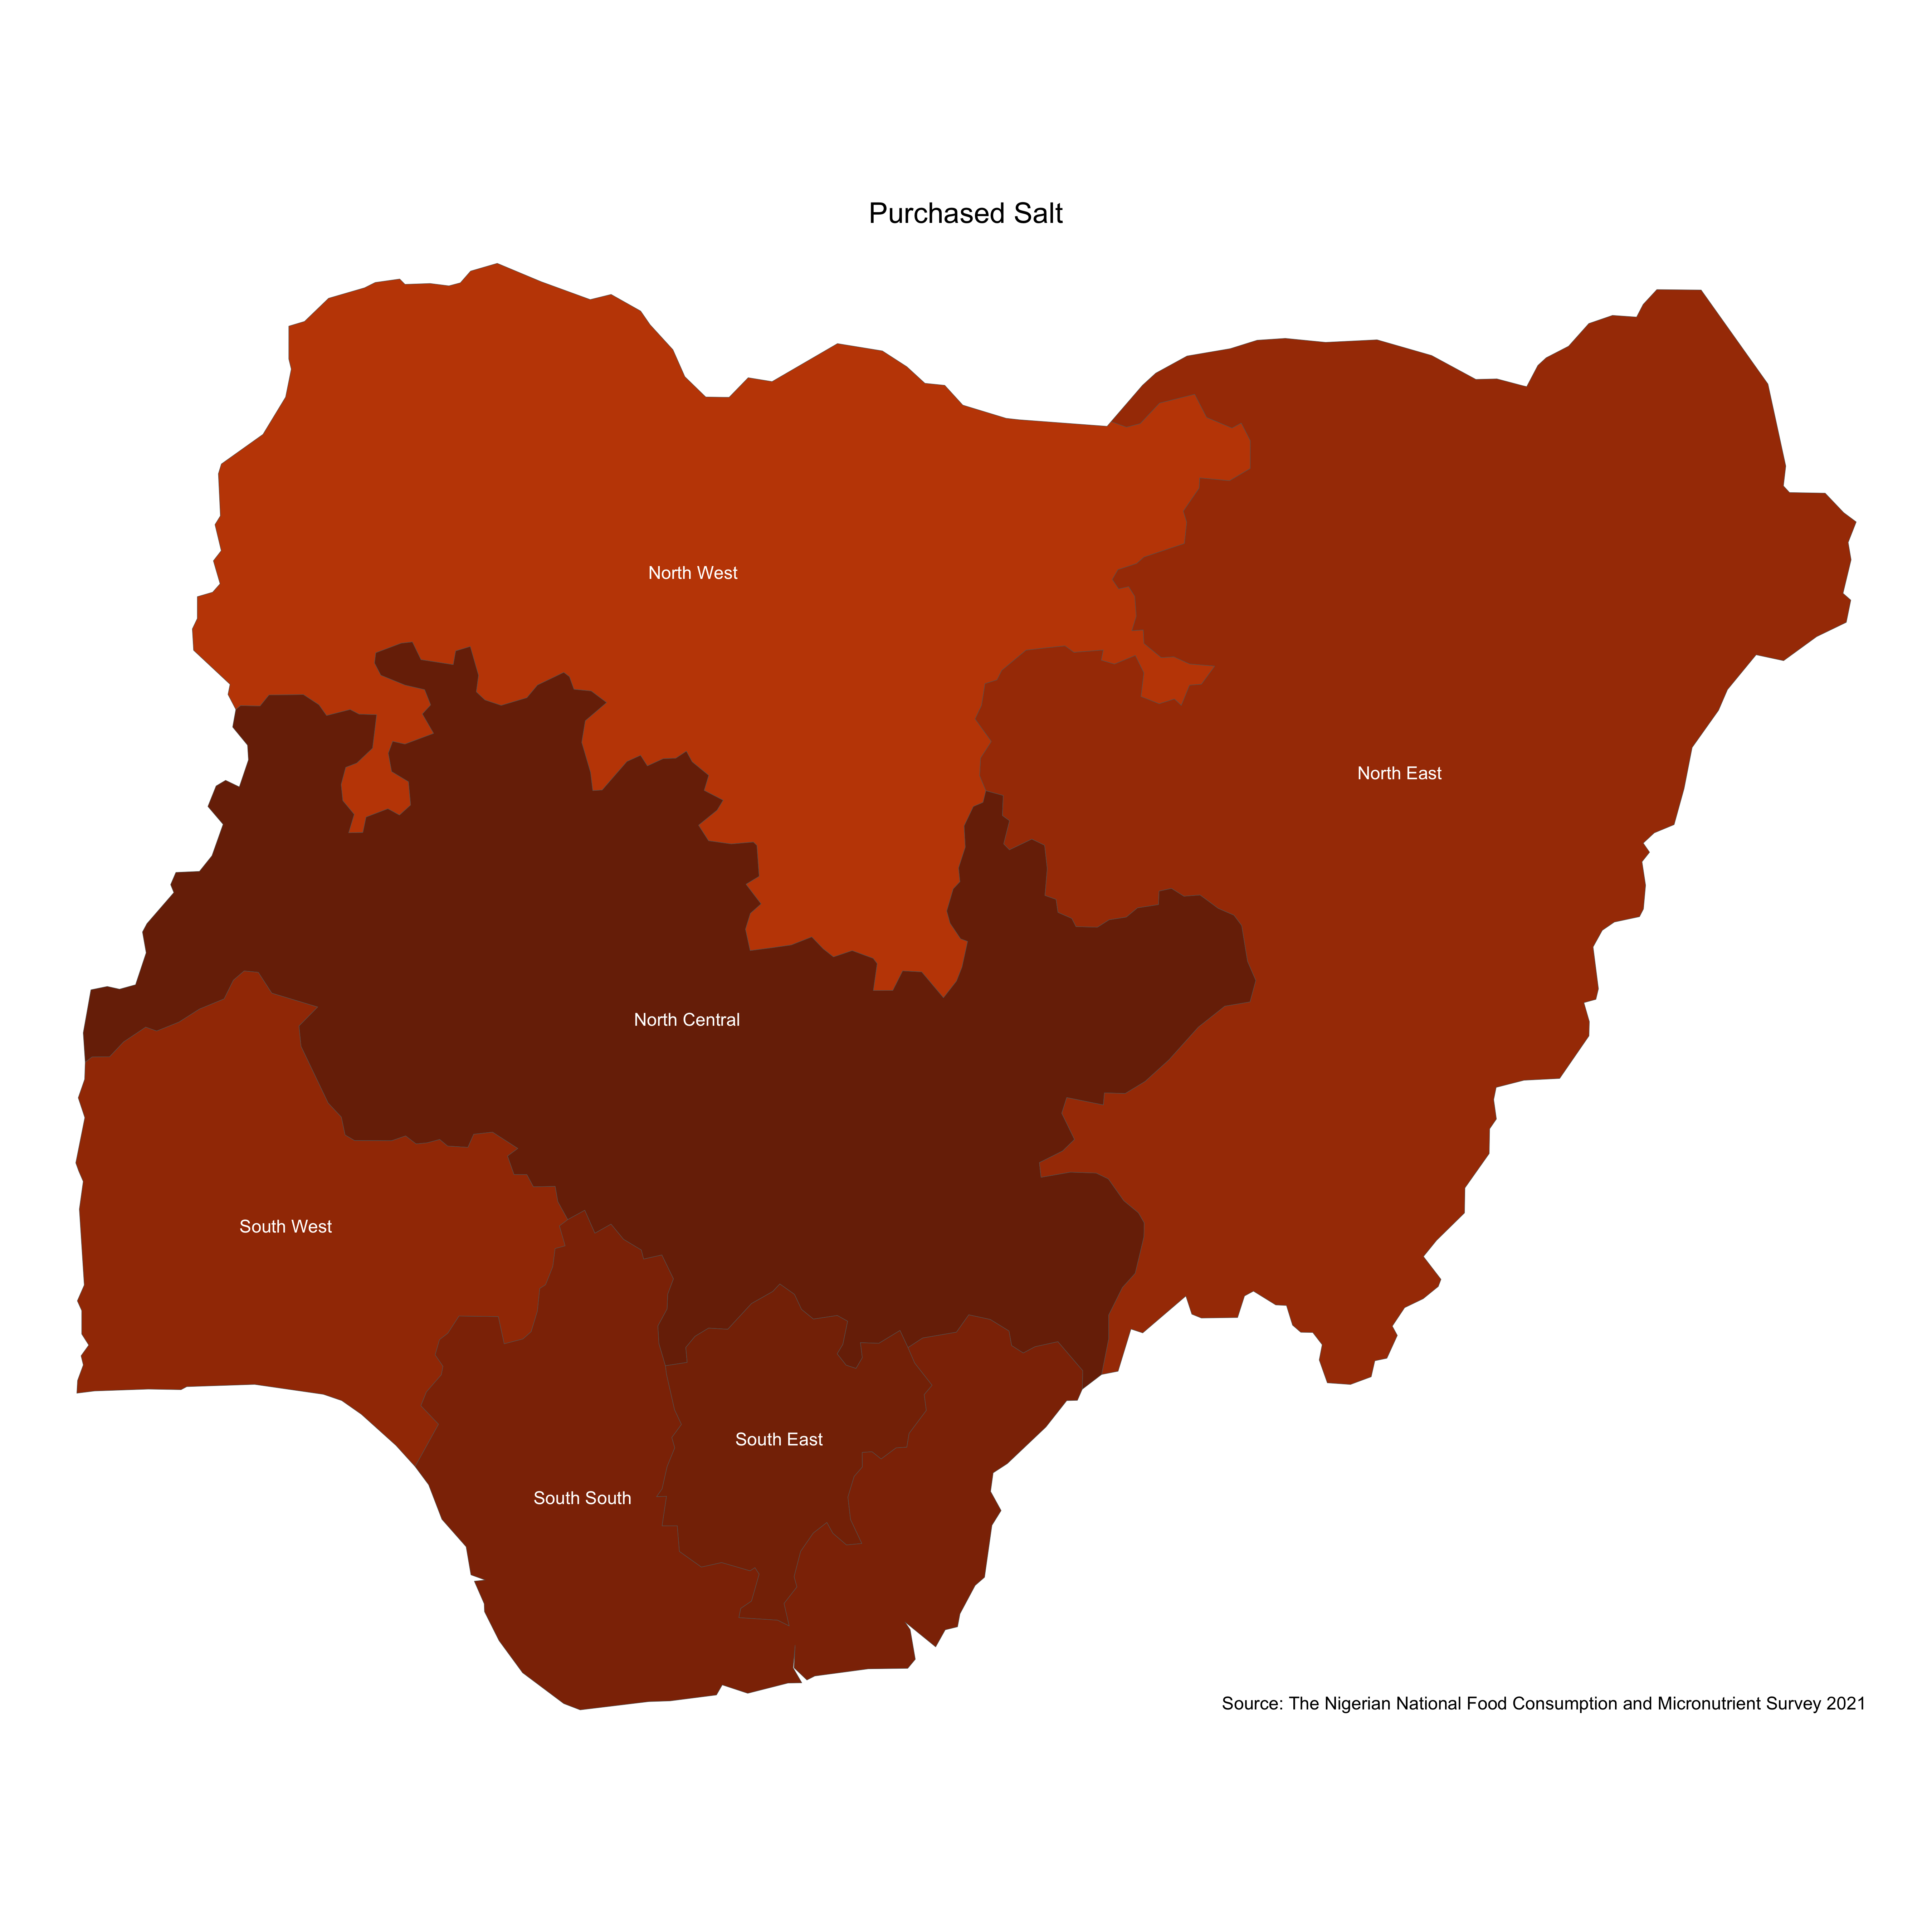 Purchased Salt
North West
North East
North Central
South West
South East
South South
Source: The Nigerian National Food Consumption and Micronutrient Survey 2021